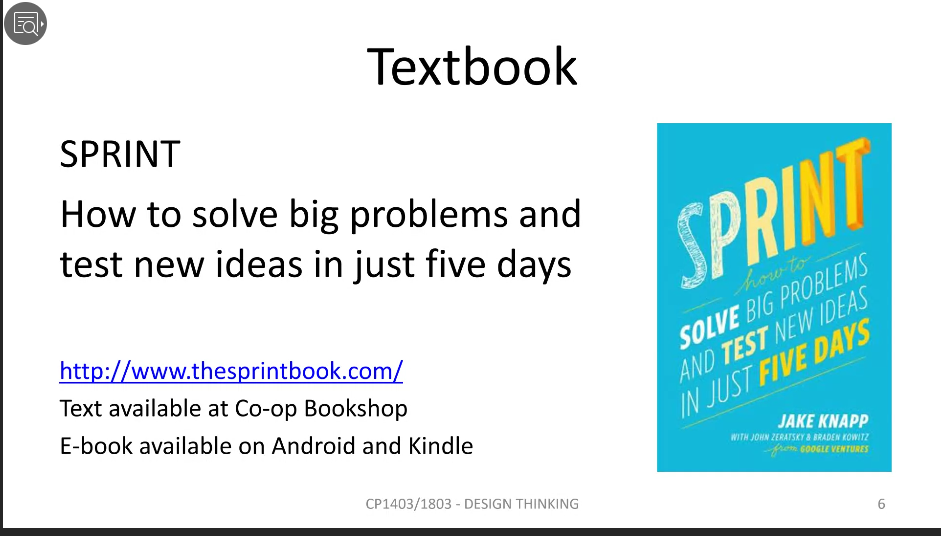 Textbook
SPRINT
How to solve big problems and
test new ideas in just five days
http://www.thesprintbook.com/
Text available at Co-op Bookshop
E-book available on Android and Kindle
SPRINT
how to
SOLVE BIG PROBLEMS
AND TEST NEW IDEAS
IN JUST FIVE DAYS
JAKE KNAPP
WITH JOHN ZERATSKY & BRADEN KOWITZ
from GOOGLE VENTURES
CP1403/1803 - DESIGN THINKING
6